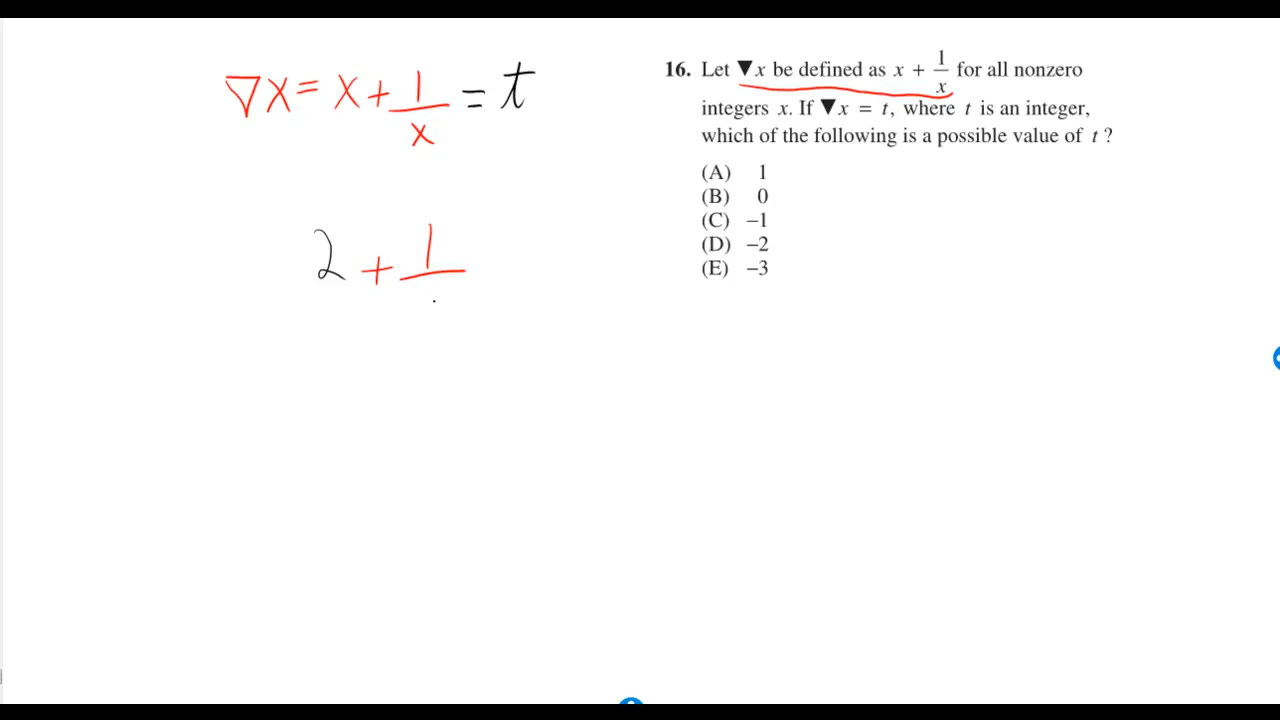 ▽x = x + 1/x = t
2 + 1/
16. Let ▼x be defined as x + 1/x for all nonzero
integers x. If ▼x = t, where t is an integer,
which of the following is a possible value of t ?
(A) 1
(B) 0
(C) −1
(D) −2
(E) −3